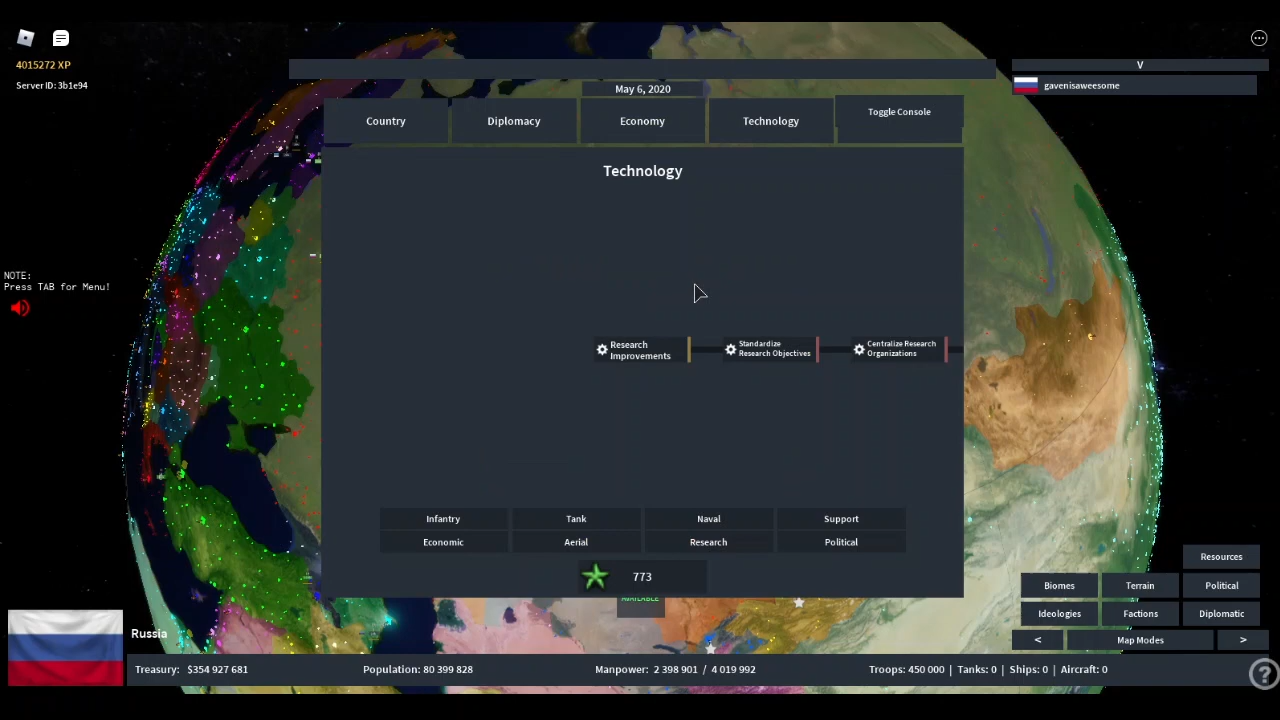 4015272 XP
Server ID: 3b1e94
V
gavenisaweesome
May 6, 2020
Country
Diplomacy
Economy
Technology
Toggle Console
Technology
NOTE:
Press TAB for Menu!
Research
Improvements
Standardize
Research Objectives
Centralize Research
Organizations
Infantry
Tank
Naval
Support
Economic
Aerial
Research
Political
773
AVAILABLE
Resources
Biomes
Terrain
Political
Ideologies
Factions
Diplomatic
<
Map Modes
>
Russia
Treasury: $354 927 681
Population: 80 399 828
Manpower: 2 398 901 / 4 019 992
Troops: 450 000 | Tanks: 0 | Ships: 0 | Aircraft: 0
?